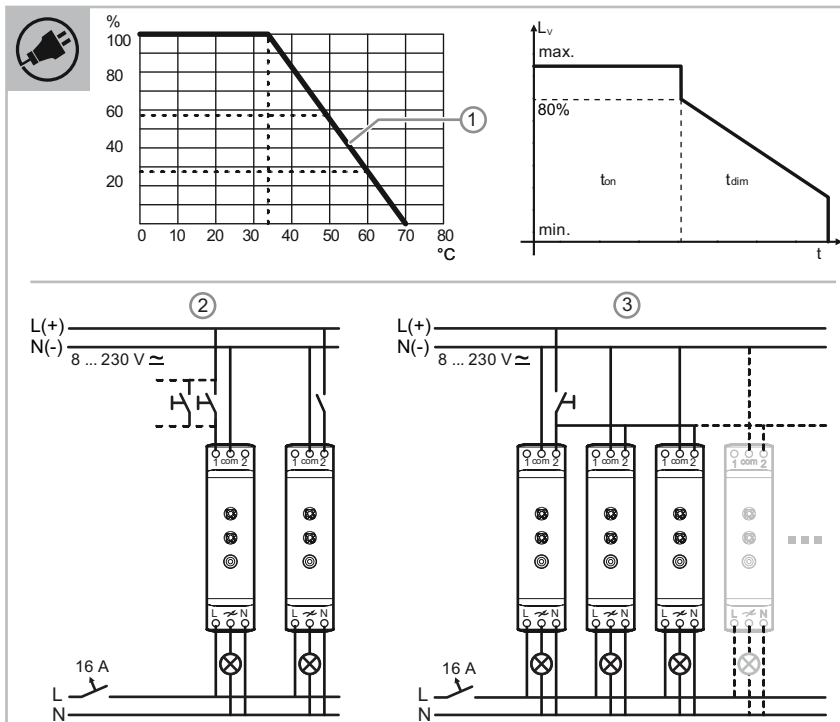 %
100
80
60
40
20
0 10 20 30 40 50 60 70 80
°C
1
Lv
max.
80%
ton
tdim
min.
t
2
L(+)
N(-)
8 ... 230 V
1 com 2
1 com 2
L N
L N
16 A
L
N
3
L(+)
N(-)
8 ... 230 V
1 com 2
1 com 2
1 com 2
1 com 2
L N
L N
L N
L N
16 A
L
N